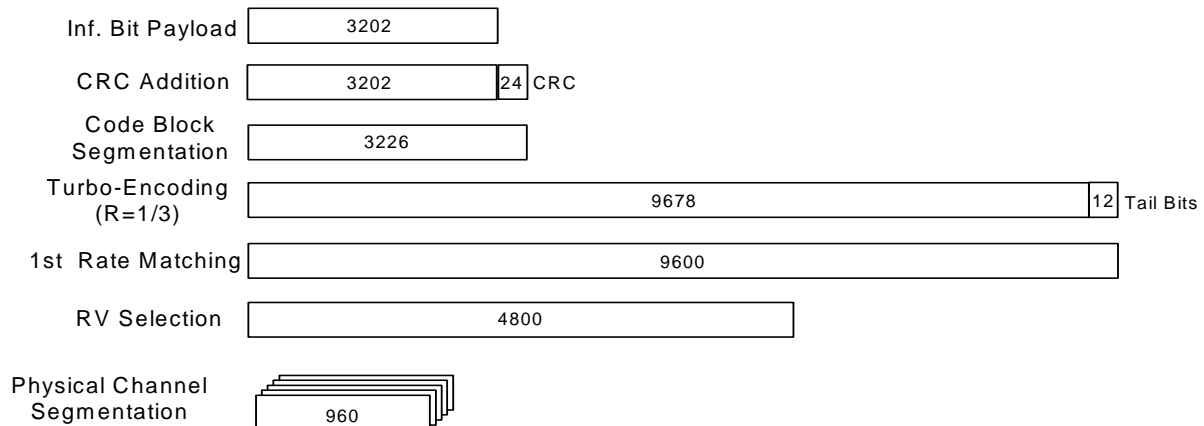 Inf. Bit Payload 3202
CRC Addition 3202 24 CRC
Code Block
Segmentation 3226
Turbo-Encoding
(R=1/3) 9678 12 Tail Bits
1st Rate Matching 9600
RV Selection 4800
Physical Channel
Segmentation 960